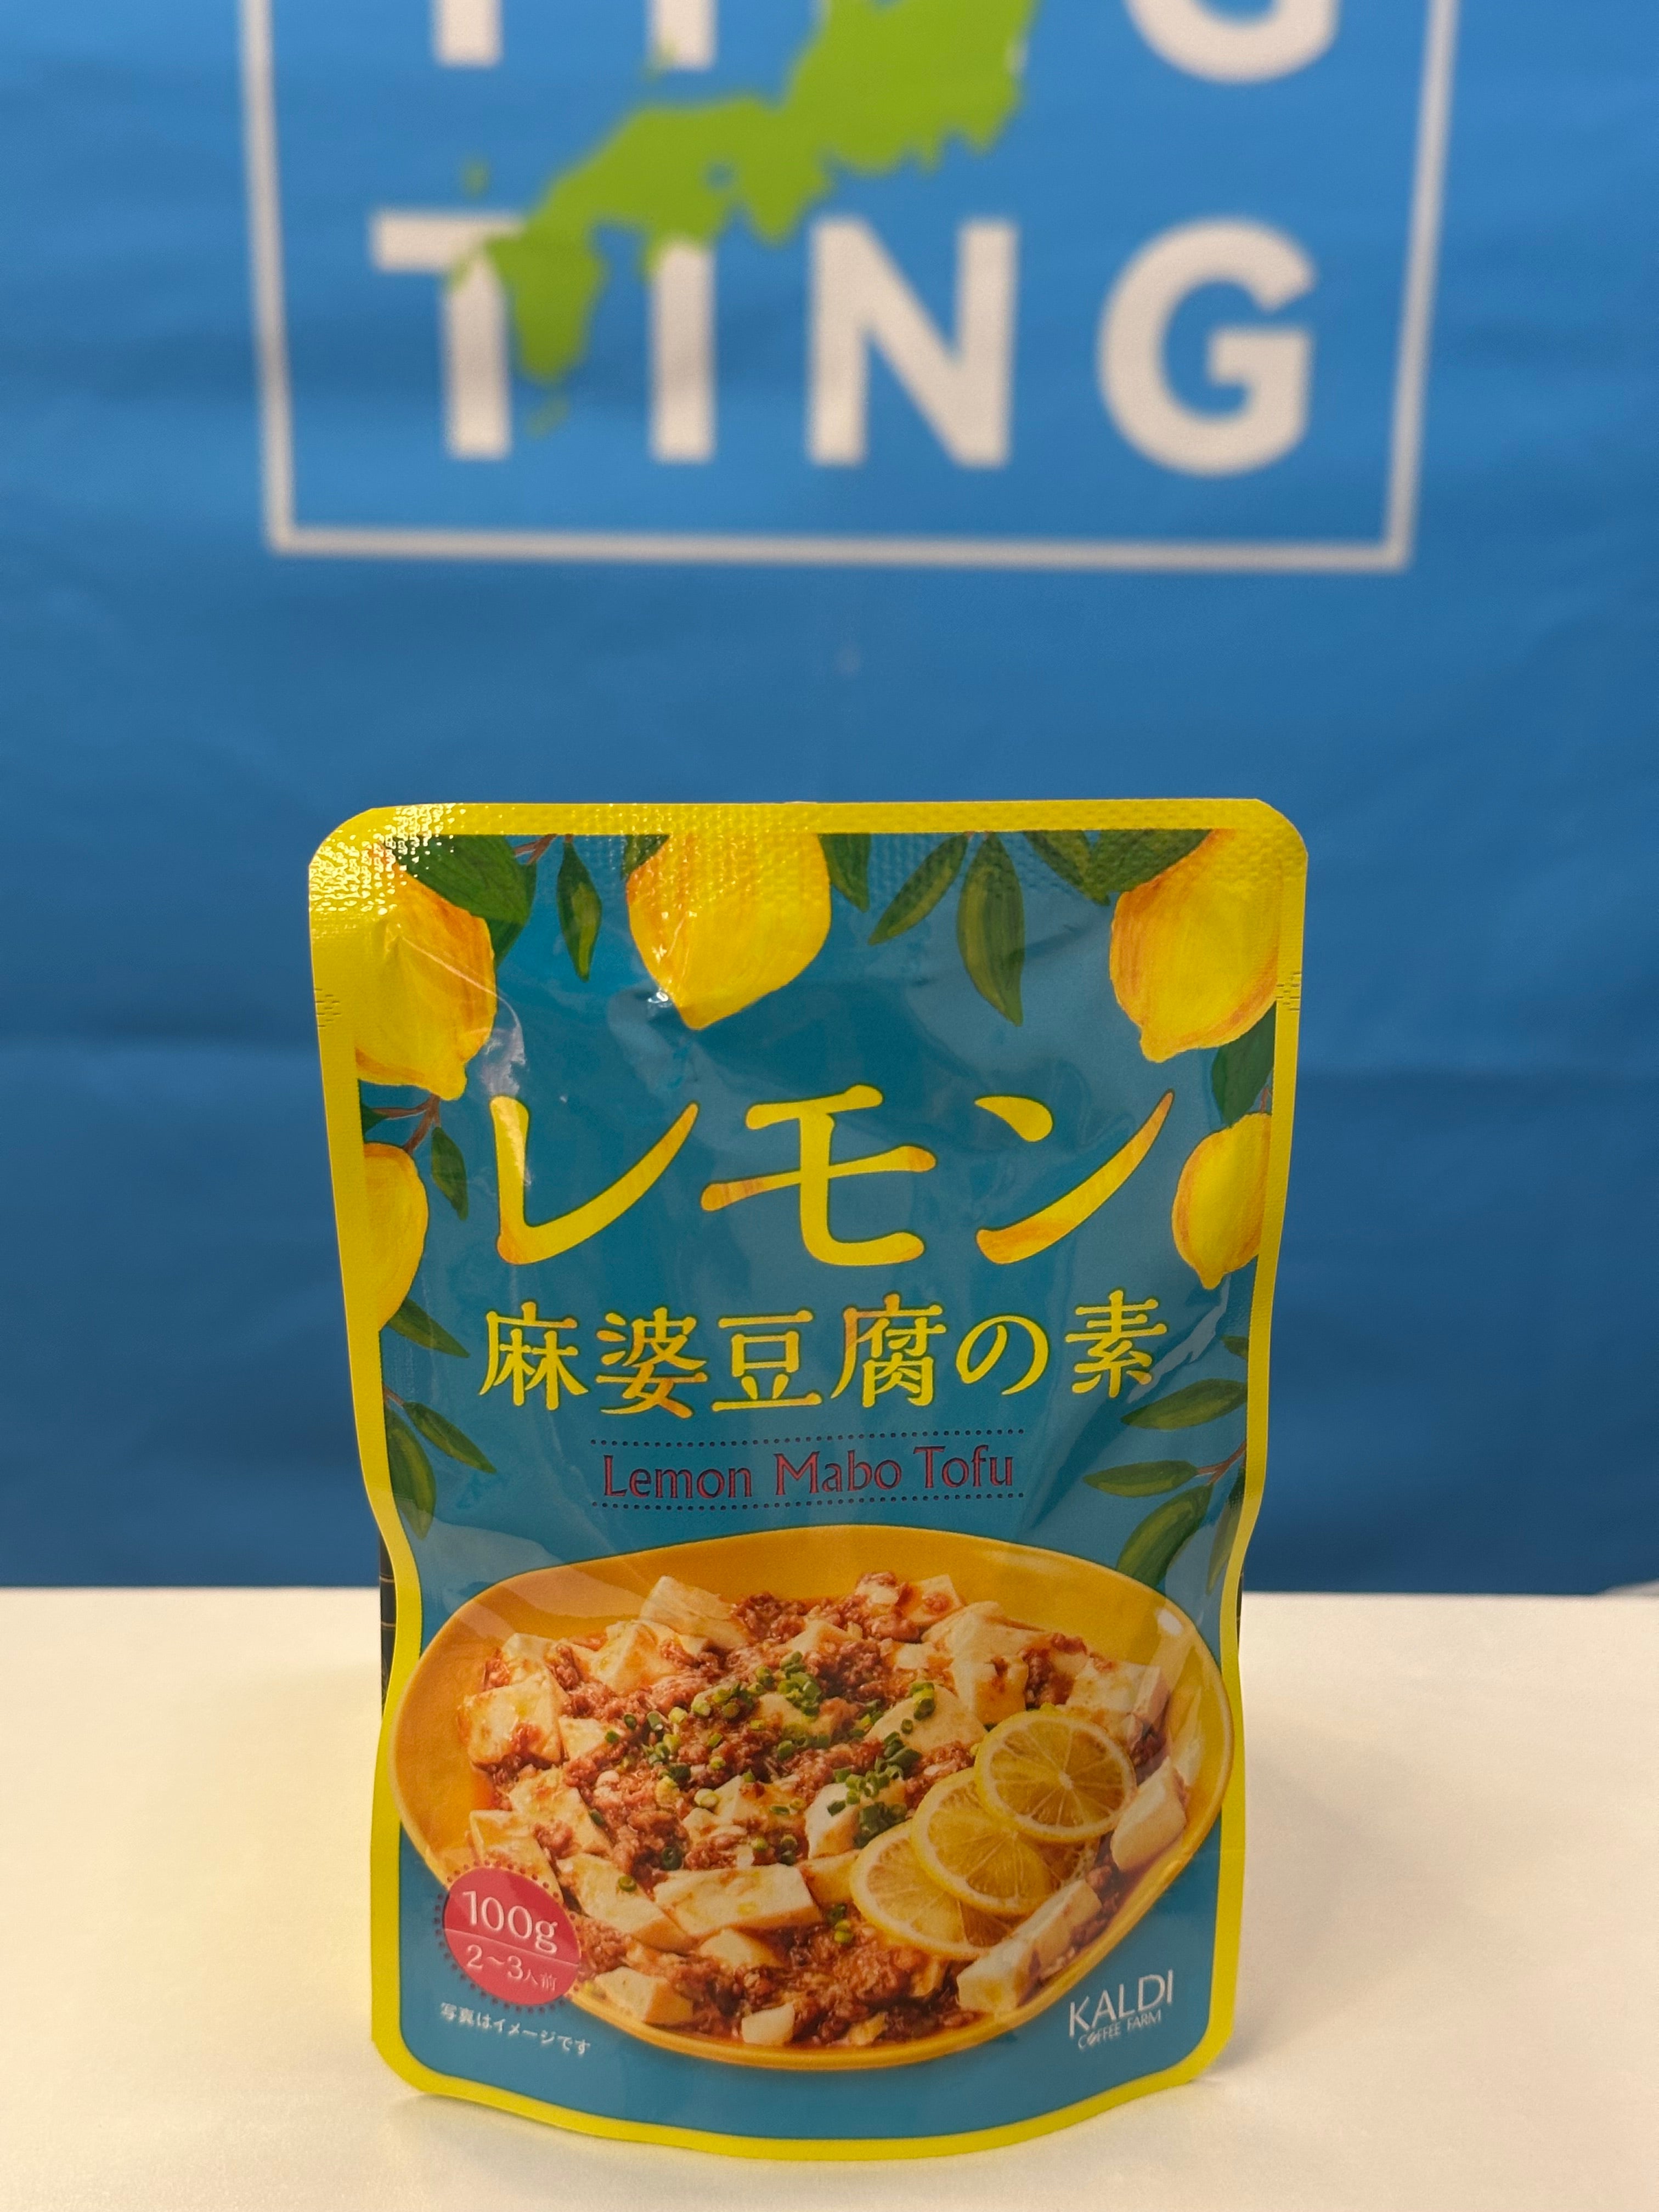 TING
レモン
麻婆豆腐の素
Lemon Mabo Tofu
100g
2~3人前
写真はイメージです
KALDI
COFFEE FARM